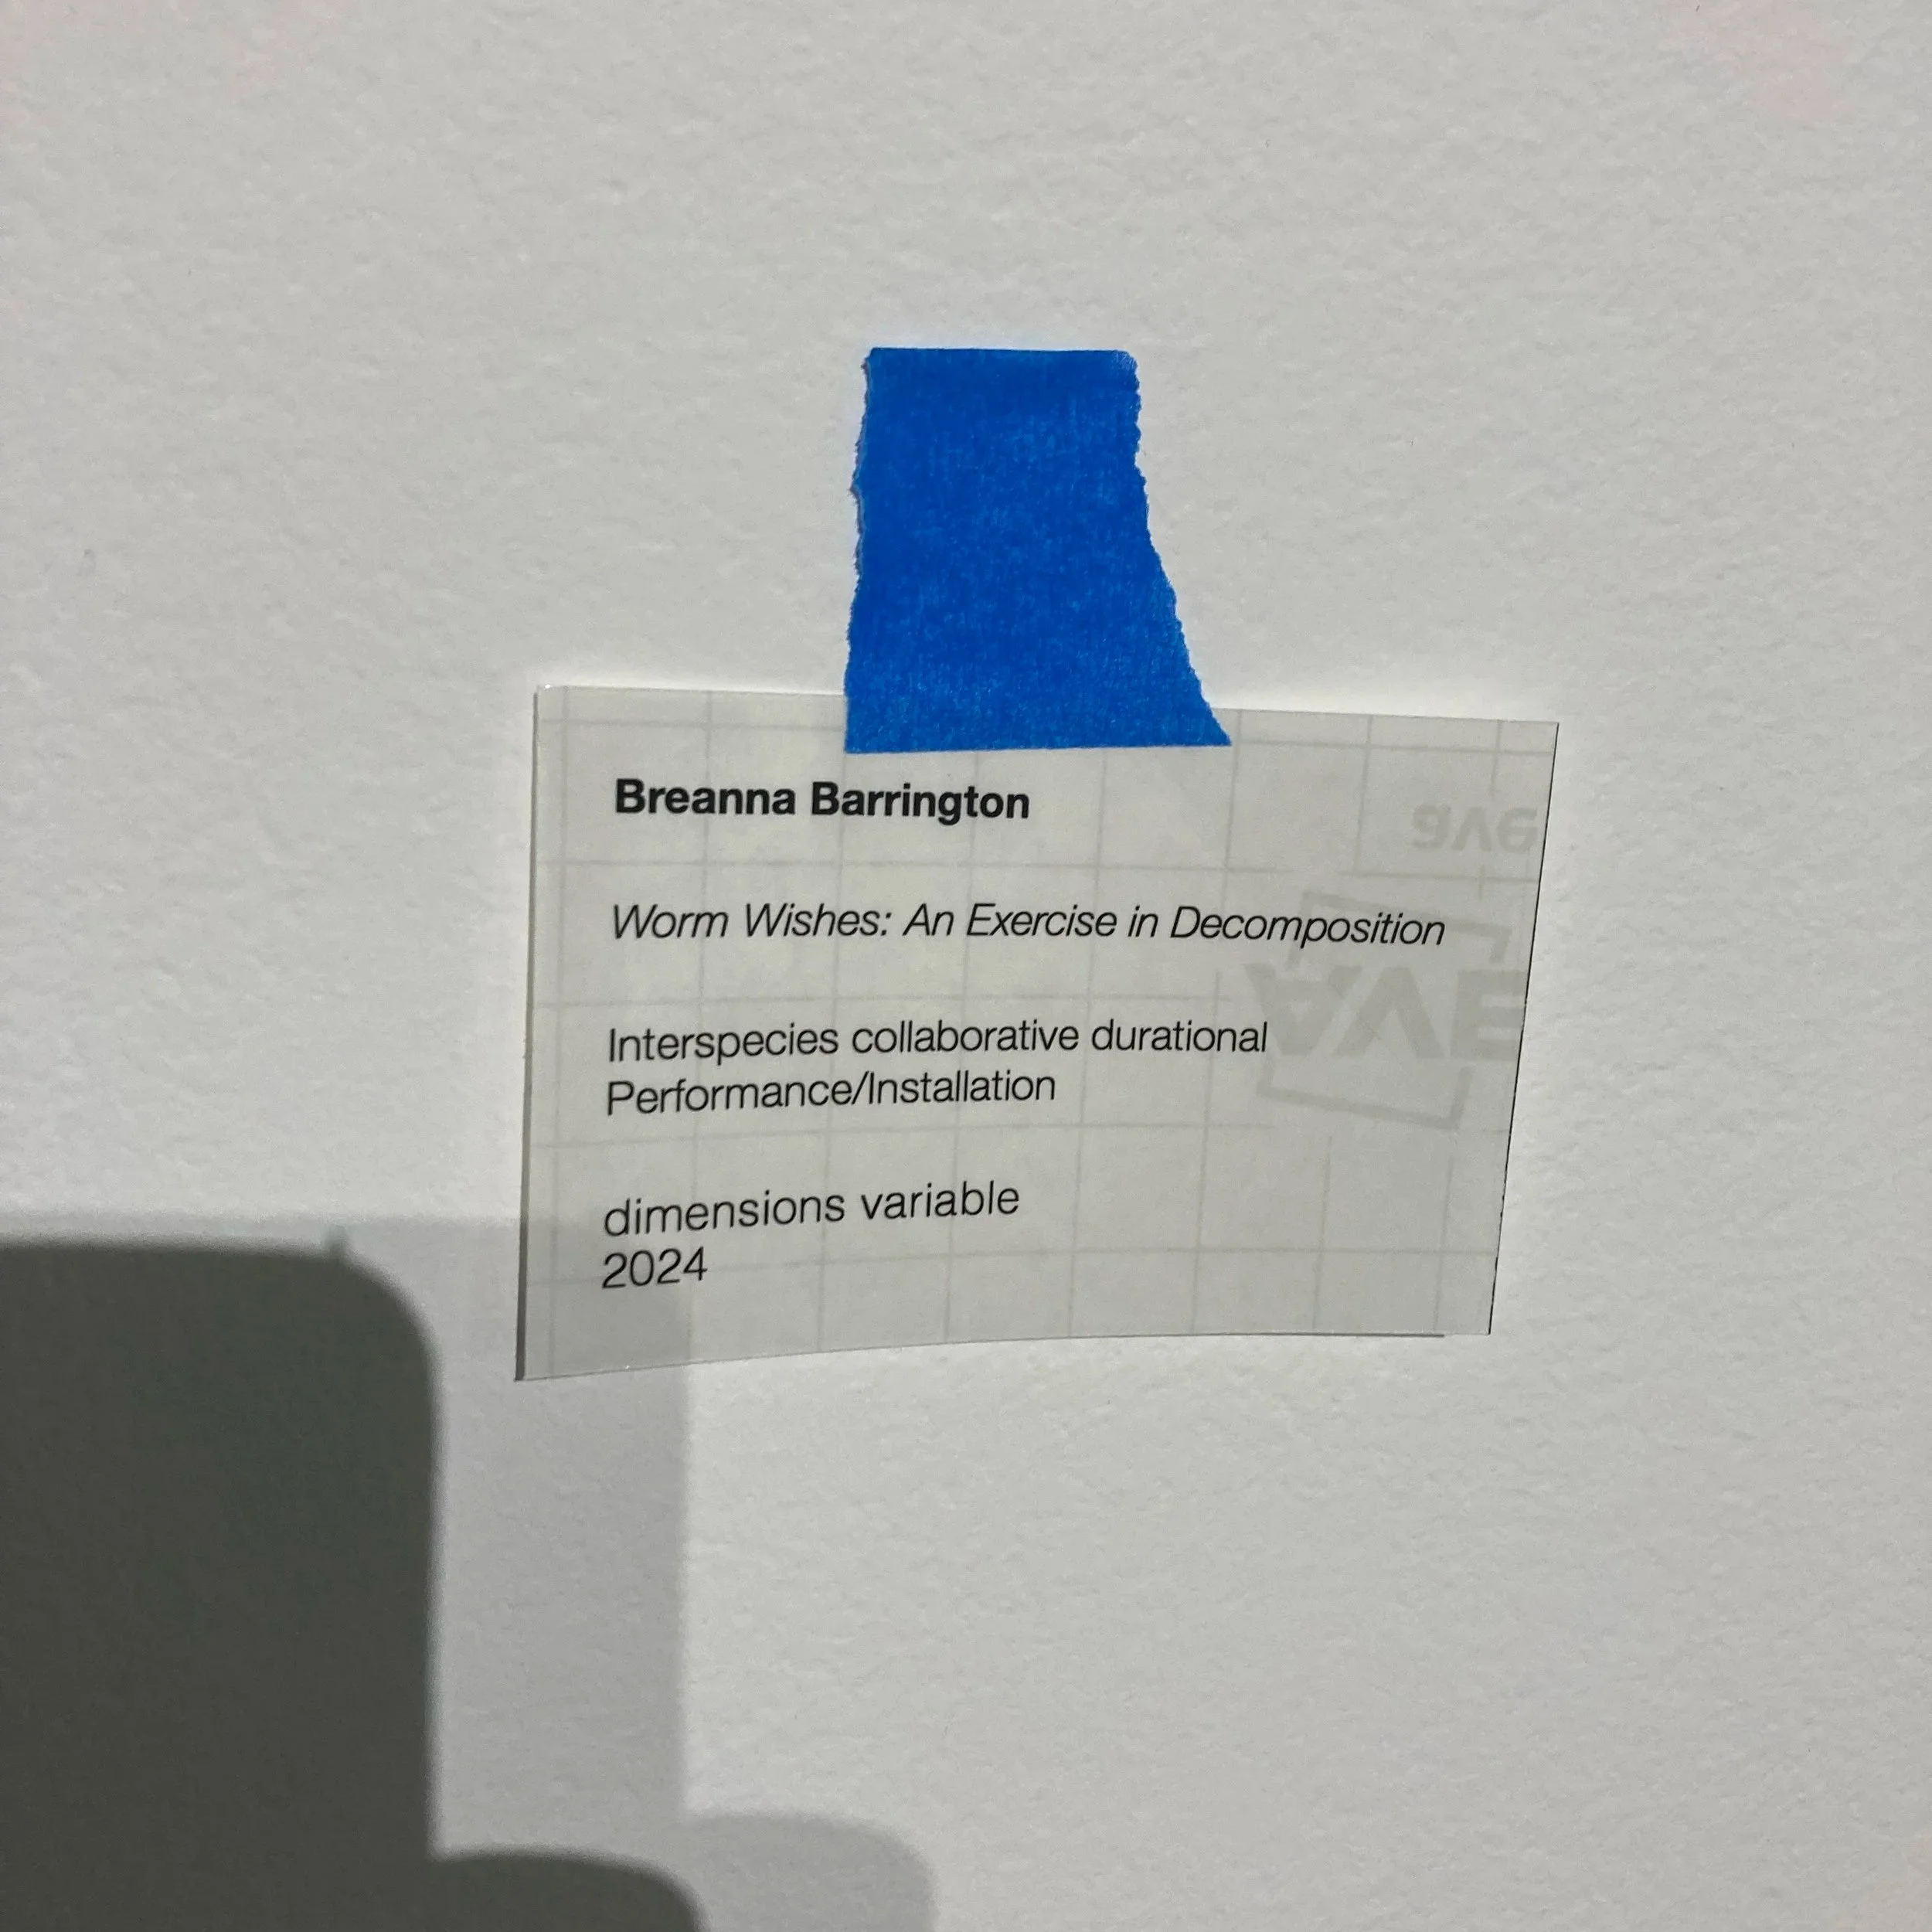 Breanna Barrington
Worm Wishes: An Exercise in Decomposition
Interspecies collaborative durational
Performance/Installation
dimensions variable
2024